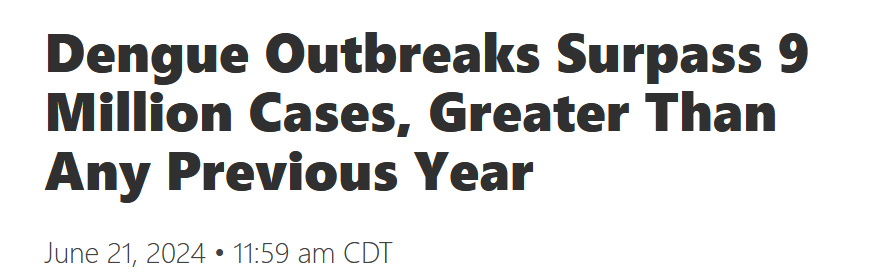 Dengue Outbreaks Surpass 9
Million Cases, Greater Than
Any Previous Year
June 21, 2024 • 11:59 am CDT